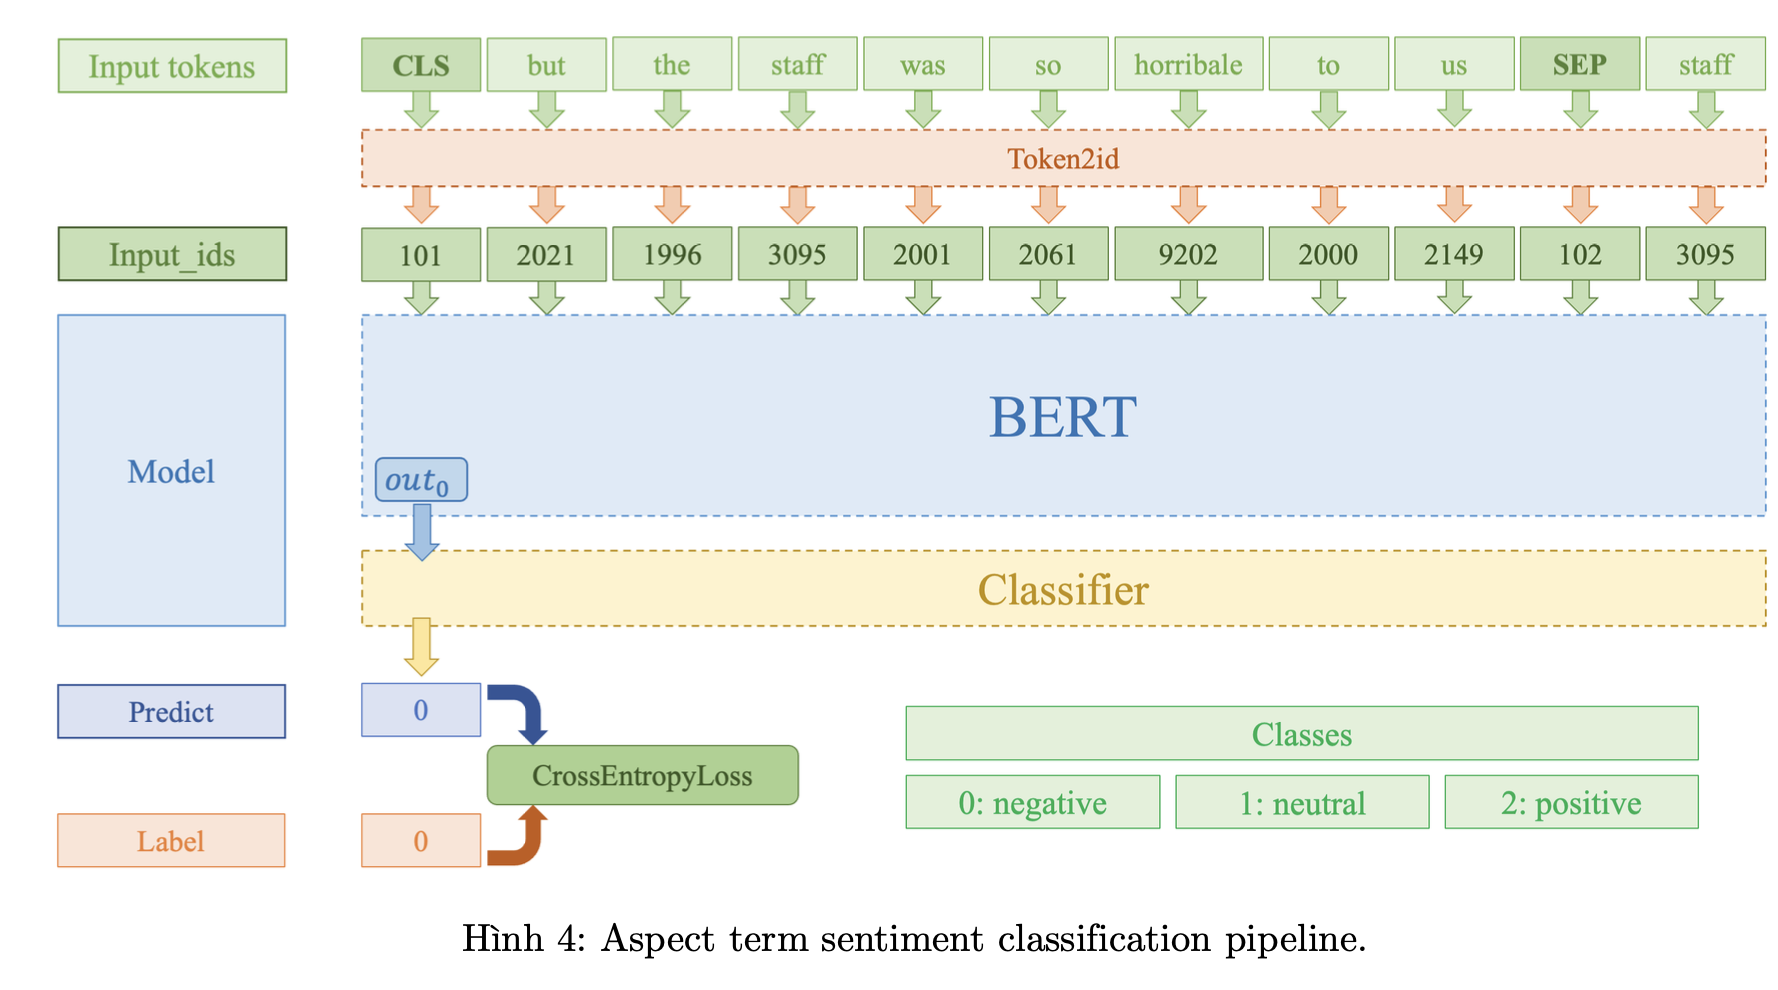 Input tokens CLS but the staff was so horribale to us SEP staff
Token2id
Input_ids 101 2021 1996 3095 2001 2061 9202 2000 2149 102 3095
BERT
Model
out₀
Classifier
Predict 0
Classes
CrossEntropyLoss
0: negative 1: neutral 2: positive
Label 0
Hình 4: Aspect term sentiment classification pipeline.